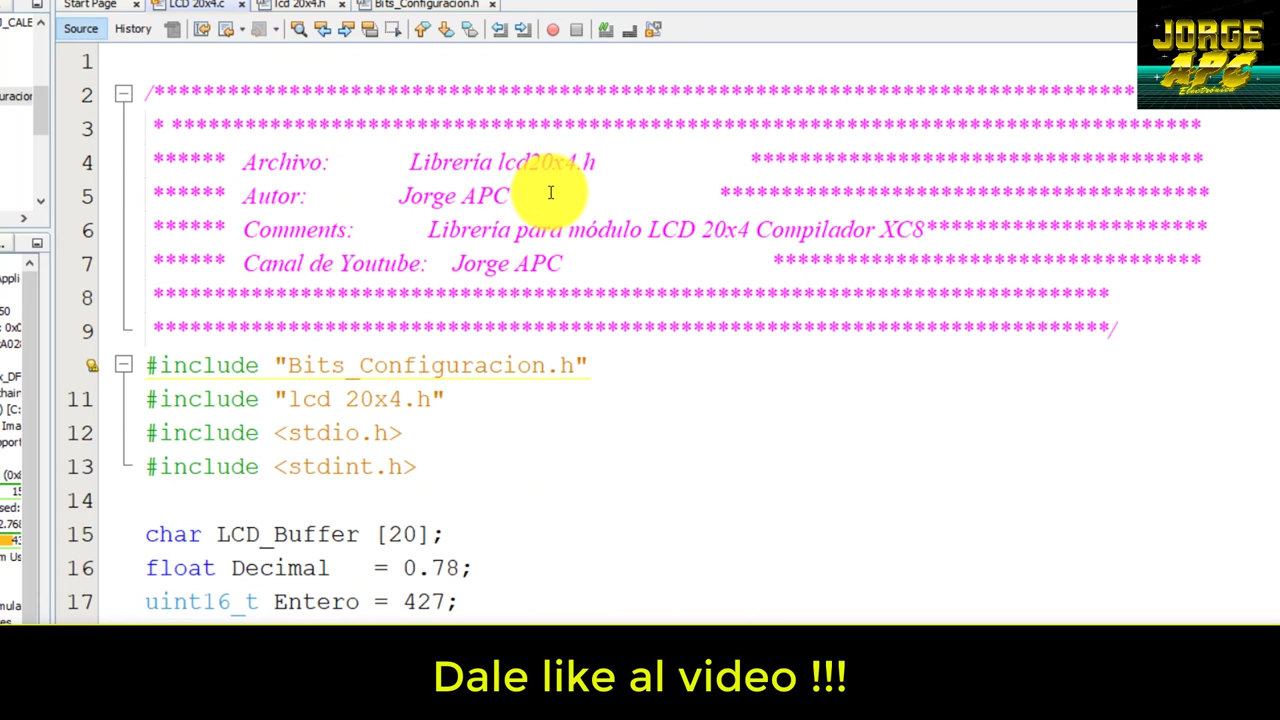 Start Page LCD 20x4.c lcd 20x4.h Bits_Configuracion.h
Source History
JORGE
APC
Electrónica
1
2 /******************************************************************************
3 * ******************************************************************************
4 ****** Archivo: Librería lcd20x4.h **********************************
5 ****** Autor: Jorge APC *************************************
6 ****** Comments: Librería para módulo LCD 20x4 Compilador XC8*********************
7 ****** Canal de Youtube: Jorge APC ********************************
8 ******************************************************************************
9 ******************************************************************************/
#include "Bits_Configuracion.h"
11 #include "lcd 20x4.h"
12 #include <stdio.h>
13 #include <stdint.h>
14
15 char LCD_Buffer [20];
16 float Decimal = 0.78;
17 uint16_t Entero = 427;
Dale like al video !!!